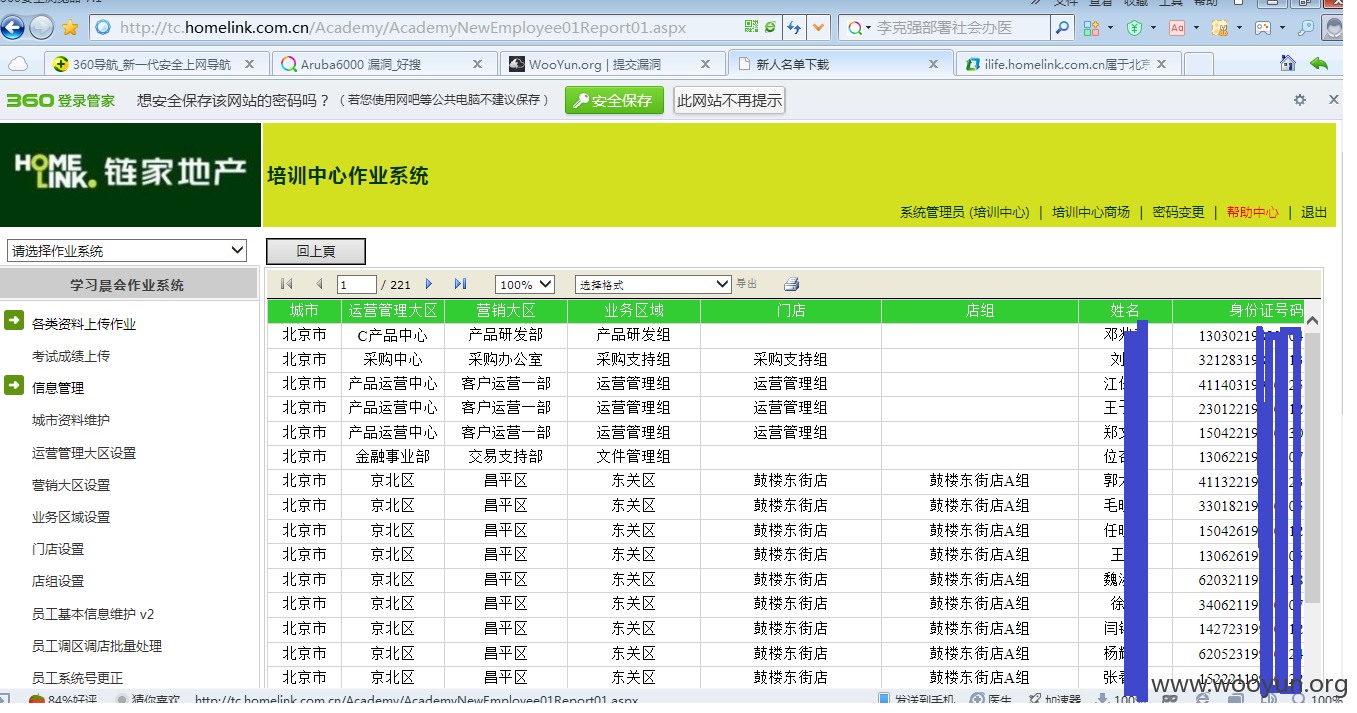 http://tc.homelink.com.cn/Academy/AcademyNewEmployee01Report01.aspx
李克强部署社会办医
360导航_新一代安全上网导航
Aruba6000 漏洞_好搜
WooYun.org | 提交漏洞
新人名单下载
ilife.homelink.com.cn属于北京
360登录管家 想安全保存该网站的密码吗？（若您使用网吧等公共电脑不建议保存） 安全保存 此网站不再提示
HOME LINK. 链家地产
培训中心作业系统
系统管理员 (培训中心) | 培训中心商场 | 密码变更 | 帮助中心 | 退出
请选择作业系统
学习晨会作业系统
各类资料上传作业
考试成绩上传
信息管理
城市资料维护
运营管理大区设置
营销大区设置
业务区域设置
门店设置
店组设置
员工基本信息维护 v2
员工调区调店批量处理
员工系统号更正
回上頁
1 / 221 100% 选择格式 导出
城市 运营管理大区 营销大区 业务区域 门店 店组 姓名 身份证号码
北京市 C产品中心 产品研发部 产品研发组 邓 13030219
北京市 采购中心 采购办公室 采购支持组 采购支持组 刘 32128319
北京市 产品运营中心 客户运营一部 运营管理组 运营管理组 江 41140319
北京市 产品运营中心 客户运营一部 运营管理组 运营管理组 王 23012219
北京市 产品运营中心 客户运营一部 运营管理组 运营管理组 郑 15042219
北京市 金融事业部 交易支持部 文件管理组 位 13062219
北京市 京北区 昌平区 东关区 鼓楼东街店 鼓楼东街店A组 郭 41132219
北京市 京北区 昌平区 东关区 鼓楼东街店 鼓楼东街店A组 毛 33018219
北京市 京北区 昌平区 东关区 鼓楼东街店 鼓楼东街店A组 任 15042619
北京市 京北区 昌平区 东关区 鼓楼东街店 鼓楼东街店A组 王 13062619
北京市 京北区 昌平区 东关区 鼓楼东街店 鼓楼东街店A组 魏 62032119
北京市 京北区 昌平区 东关区 鼓楼东街店 鼓楼东街店A组 徐 34062119
北京市 京北区 昌平区 东关区 鼓楼东街店 鼓楼东街店A组 闫 14272319
北京市 京北区 昌平区 东关区 鼓楼东街店 鼓楼东街店A组 杨 62052319
北京市 京北区 昌平区 东关区 鼓楼东街店 鼓楼东街店A组 张 15222119
www.wooyun.org
84%好评 猜你喜欢 http://tc.homelink.com.cn/Academy/NewEmployee01Report01.aspx 发送到手机 医生 加速器 100%